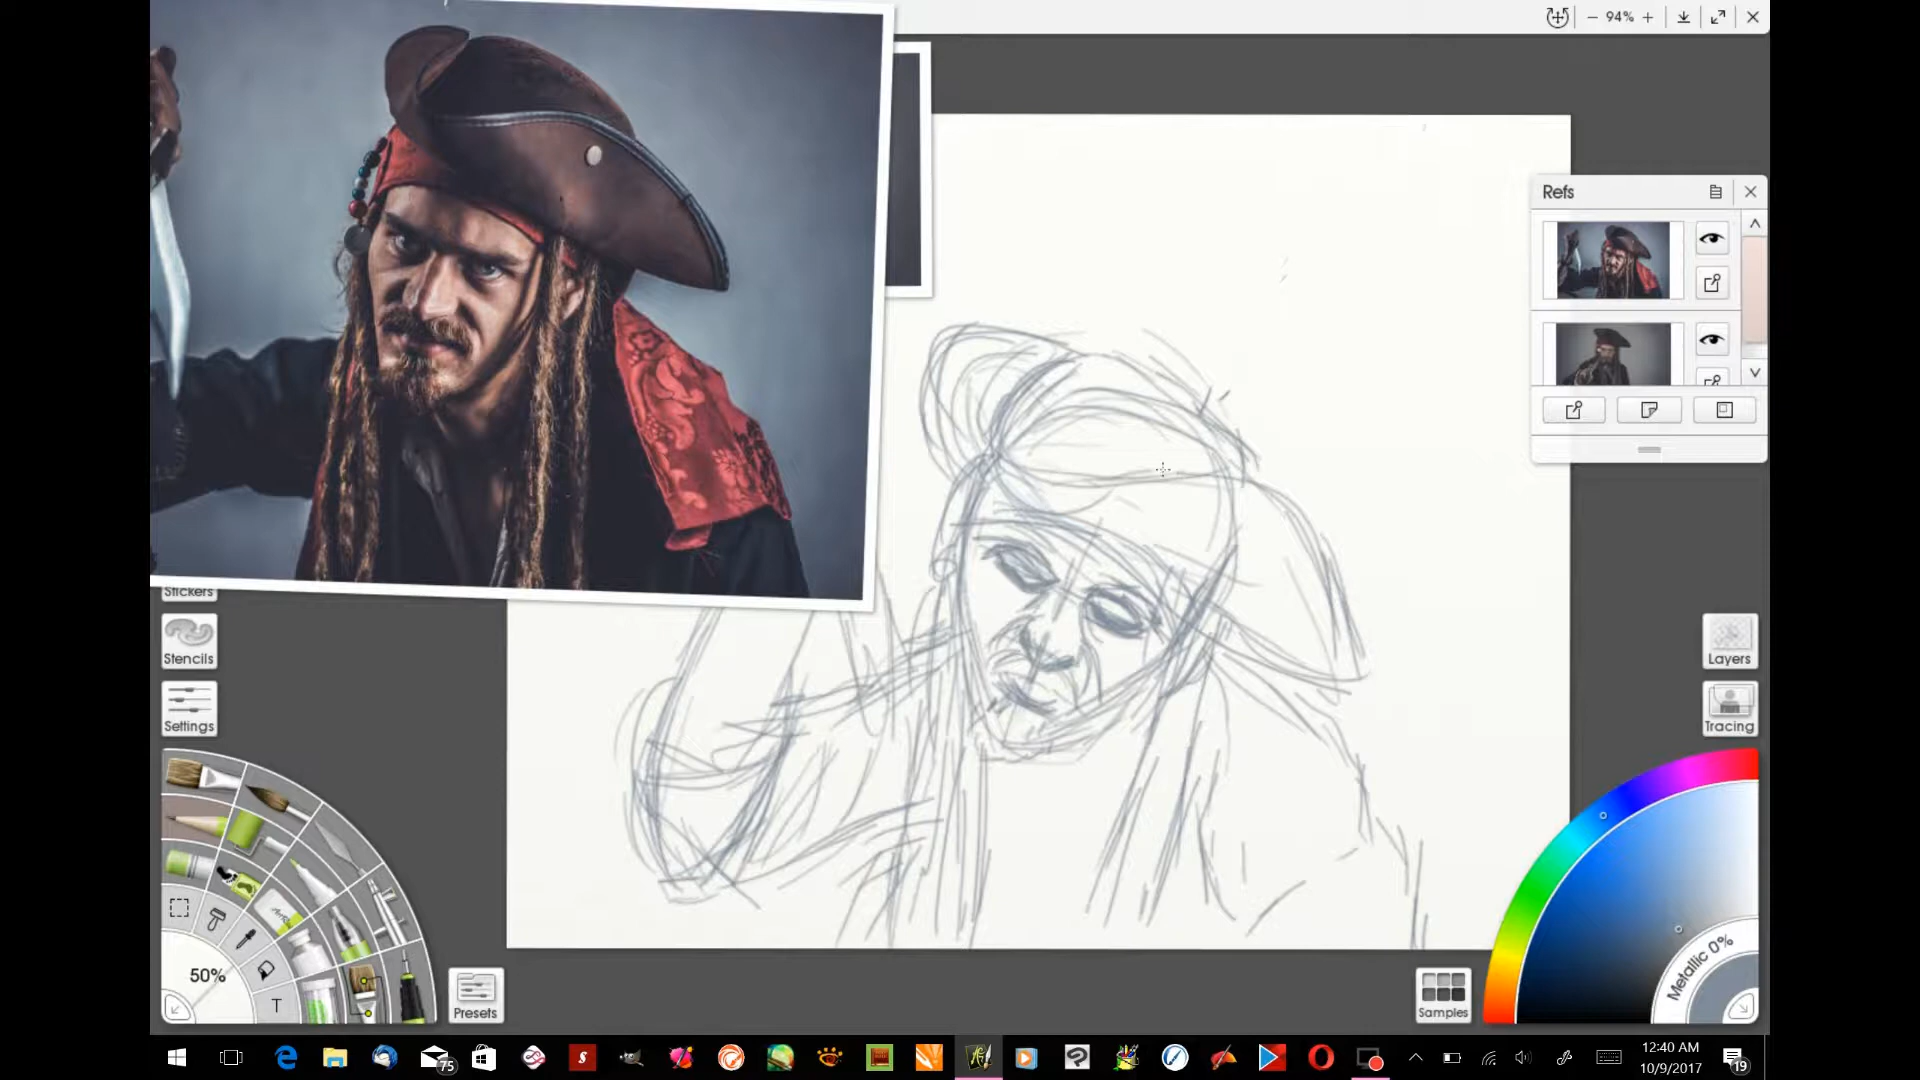 94%
Refs
Stickers
Stencils
Settings
Layers
Tracing
50%
T
Presets
Samples
Metallic 0%
75
S
12:40 AM
10/9/2017
19